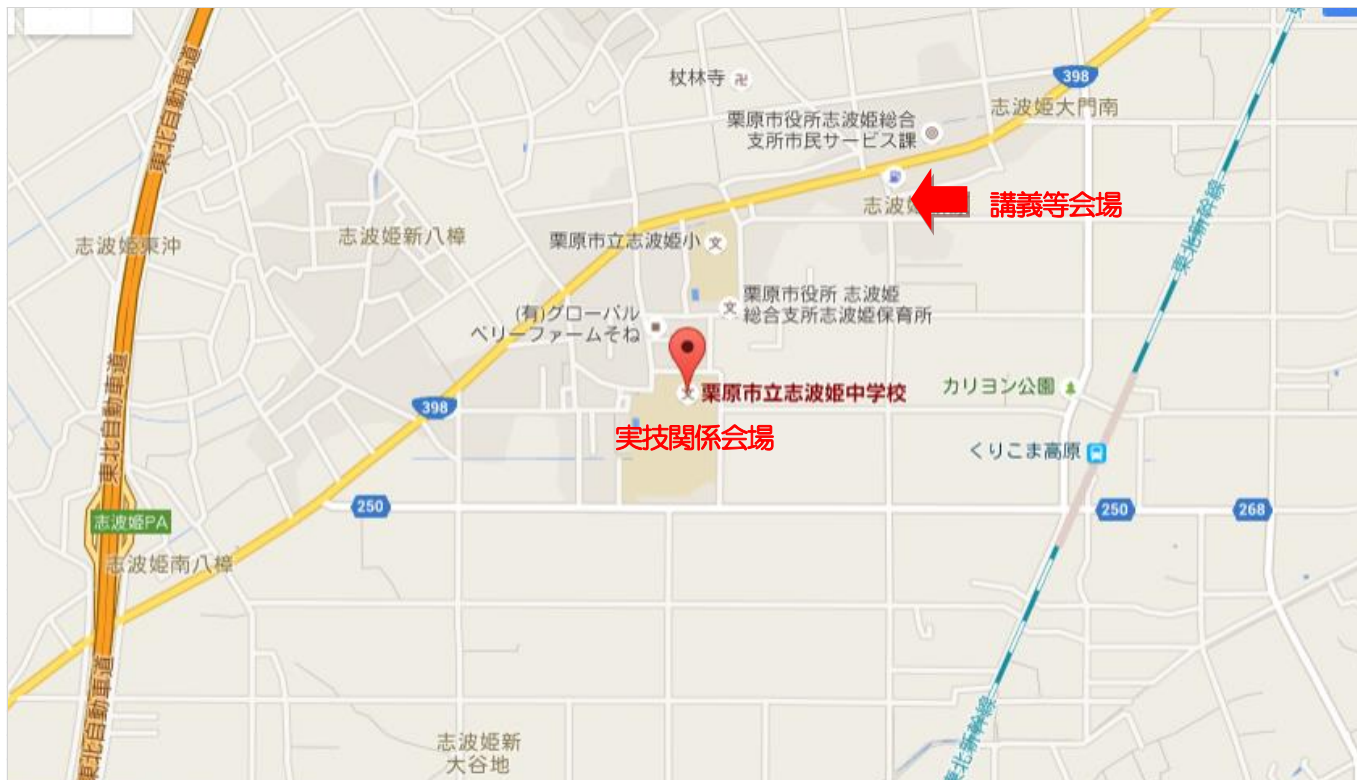 東北自動車道
杖林寺
398
志波姫大門南
栗原市役所志波姫総合
支所市民サービス課
講義等会場
志波姫東沖
志波姫新八樟
栗原市立志波姫小
東北新幹線
栗原市役所 志波姫
総合支所志波姫保育所
(有)グローバル
ベリーファームそね
東北自動車道
398
栗原市立志波姫中学校
カリヨン公園
実技関係会場
くりこま高原
250
250
268
志波姫PA
志波姫南八樟
東北自動車道
志波姫新
大谷地
東北新幹線